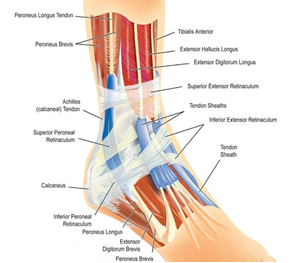 Peroneus Longus Tendon
Peroneus Brevis
Tibialis Anterior
Extensor Hallucis Longus
Extensor Digitorum Longus
Superior Extensor Retinaculum
Achilles
(calcaneal) Tendon
Tendon Sheaths
Inferior Extensor Retinaculum
Superior Peroneal
Retinaculum
Tendon
Sheath
Calcaneus
Inferior Peroneal
Retinaculum
Peroneus Longus
Extensor
Digitorum Brevis
Peroneus Brevis